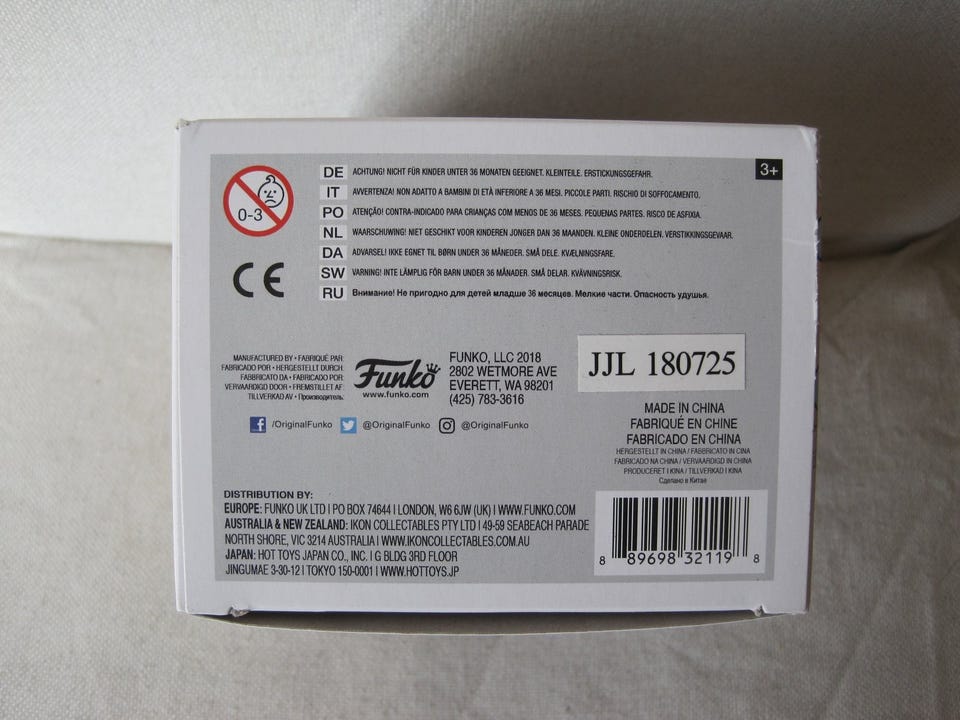 0-3
3+
DE ACHTUNG! NICHT FÜR KINDER UNTER 36 MONATEN GEEIGNET. KLEINTEILE. ERSTICKUNGSGEFAHR.
IT AVVERTENZA! NON ADATTO A BAMBINI DI ETÀ INFERIORE A 36 MESI. PICCOLE PARTI. RISCHIO DI SOFFOCAMENTO.
PO ATENÇÃO! CONTRA-INDICADO PARA CRIANÇAS COM MENOS DE 36 MESES. PEQUENAS PARTES. RISCO DE ASFIXIA.
NL WAARSCHUWING! NIET GESCHIKT VOOR KINDEREN JONGER DAN 36 MAANDEN. KLEINE ONDERDELEN. VERSTIKKINGSGEVAAR.
DA ADVARSEL! IKKE EGNET TIL BØRN UNDER 36 MÅNEDER. SMÅ DELE. KVÆLNINGSFARE.
SW VARNING! INTE LÄMPLIG FÖR BARN UNDER 36 MÅNADER. SMÅ DELAR. KVÄVNINGSRISK.
RU Внимание! Не пригодно для детей младше 36 месяцев. Мелкие части. Опасность удушья.
CE
MANUFACTURED BY • FABRIQUÉ PAR:
FABRICADO POR • HERGESTELLT DURCH:
FABBRICATO DA • FABRICADO POR:
VERVAARDIGD DOOR • FREMSTILLET AF:
TILLVERKAD AV • Производитель:
Funko
www.funko.com
FUNKO, LLC 2018
2802 WETMORE AVE
EVERETT, WA 98201
(425) 783-3616
JJL 180725
/OriginalFunko @OriginalFunko @OriginalFunko
MADE IN CHINA
FABRIQUÉ EN CHINE
FABRICADO EN CHINA
HERGESTELLT IN CHINA / FABBRICATO IN CINA
FABRICADO NA CHINA / VERVAARDIGD IN CHINA
PRODUCERET I KINA / TILLVERKAD I KINA
Сделано в Китае
DISTRIBUTION BY:
EUROPE: FUNKO UK LTD | PO BOX 74644 | LONDON, W6 6JW (UK) | WWW.FUNKO.COM
AUSTRALIA & NEW ZEALAND: IKON COLLECTABLES PTY LTD | 49-59 SEABEACH PARADE
NORTH SHORE, VIC 3214 AUSTRALIA | WWW.IKONCOLLECTABLES.COM.AU
JAPAN: HOT TOYS JAPAN CO., INC. | G BLDG 3RD FLOOR
JINGUMAE 3-30-12 | TOKYO 150-0001 | WWW.HOTTOYS.JP
8 89698 32119 8